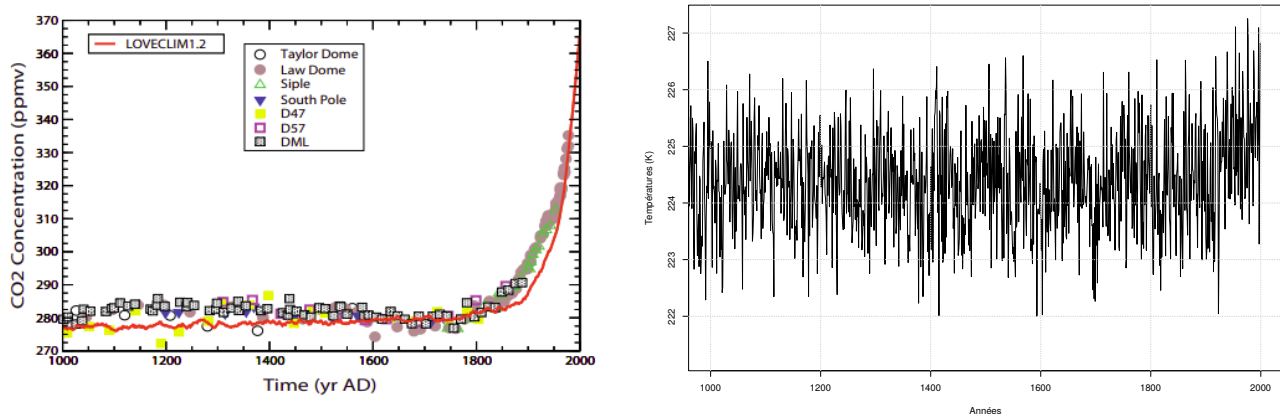 370
360
350
340
330
320
310
300
290
280
270
CO2 Concentration (ppmv)
LOVECLIM1.2
Taylor Dome
Law Dome
Siple
South Pole
D47
D57
DML
1000 1200 1400 1600 1800 2000
Time (yr AD)
227
226
225
224
223
222
Températures (K)
1000 1200 1400 1600 1800 2000
Années